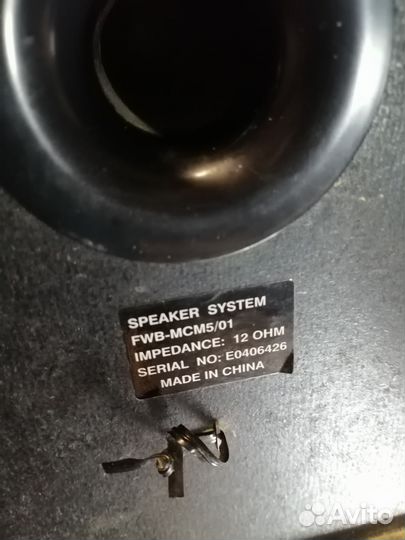 SPEAKER SYSTEM
FWB-MCM5/01
IMPEDANCE: 12 OHM
SERIAL NO: E0406426
MADE IN CHINA
Avito